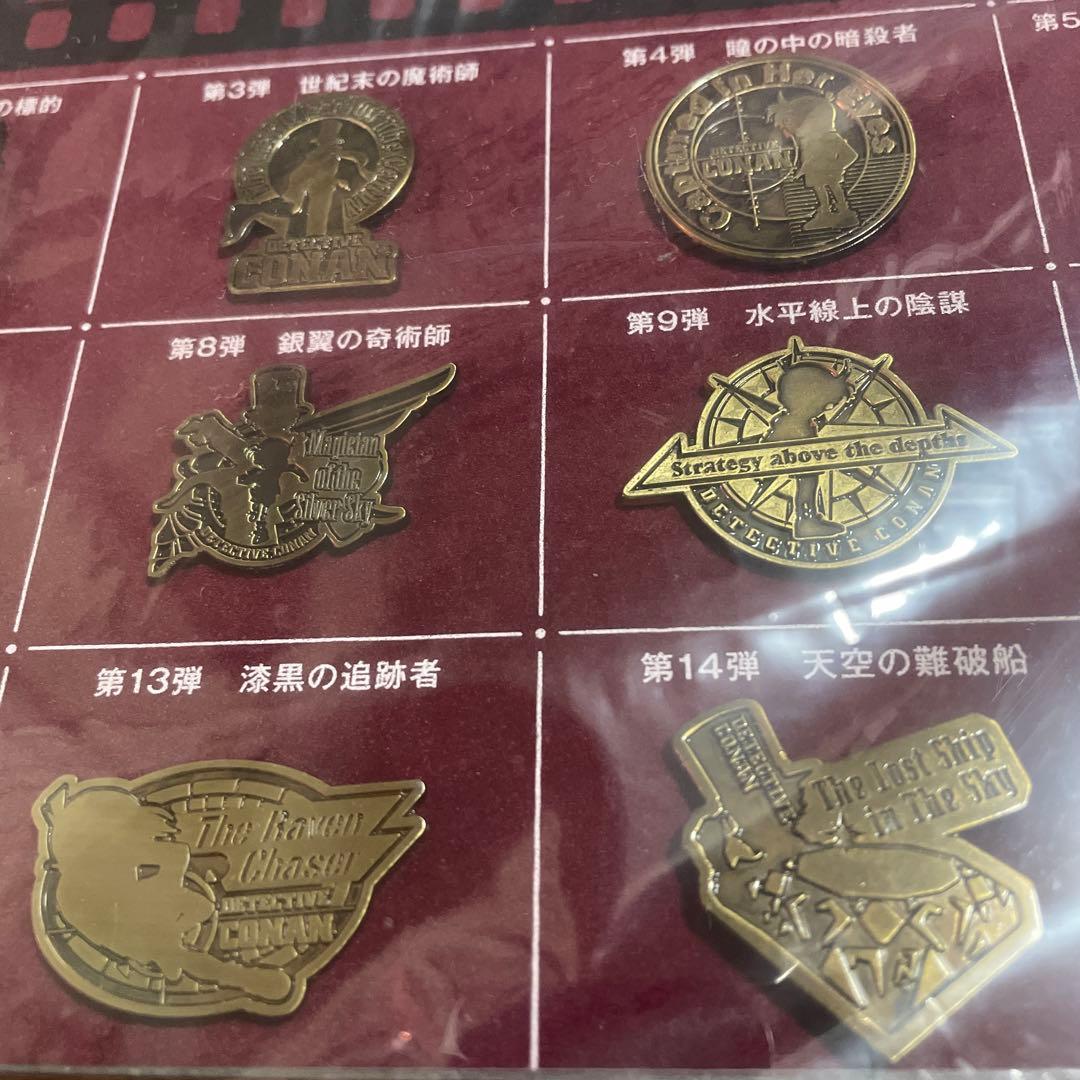 の標的
第3弾 世紀末の魔術師
第4弾 瞳の中の暗殺者
第5
DETECTIVE
CONAN
Captured In Her Eyes
DETECTIVE
CONAN
第8弾 銀翼の奇術師
第9弾 水平線上の陰謀
Magician
of the
Silver Sky
DETECTIVE CONAN
Strategy above the depths
DETECTIVE CONAN
第13弾 漆黒の追跡者
第14弾 天空の難破船
The Raven
Chaser
DETECTIVE
CONAN
DETECTIVE
CONAN
The Lost Ship
in The Sky